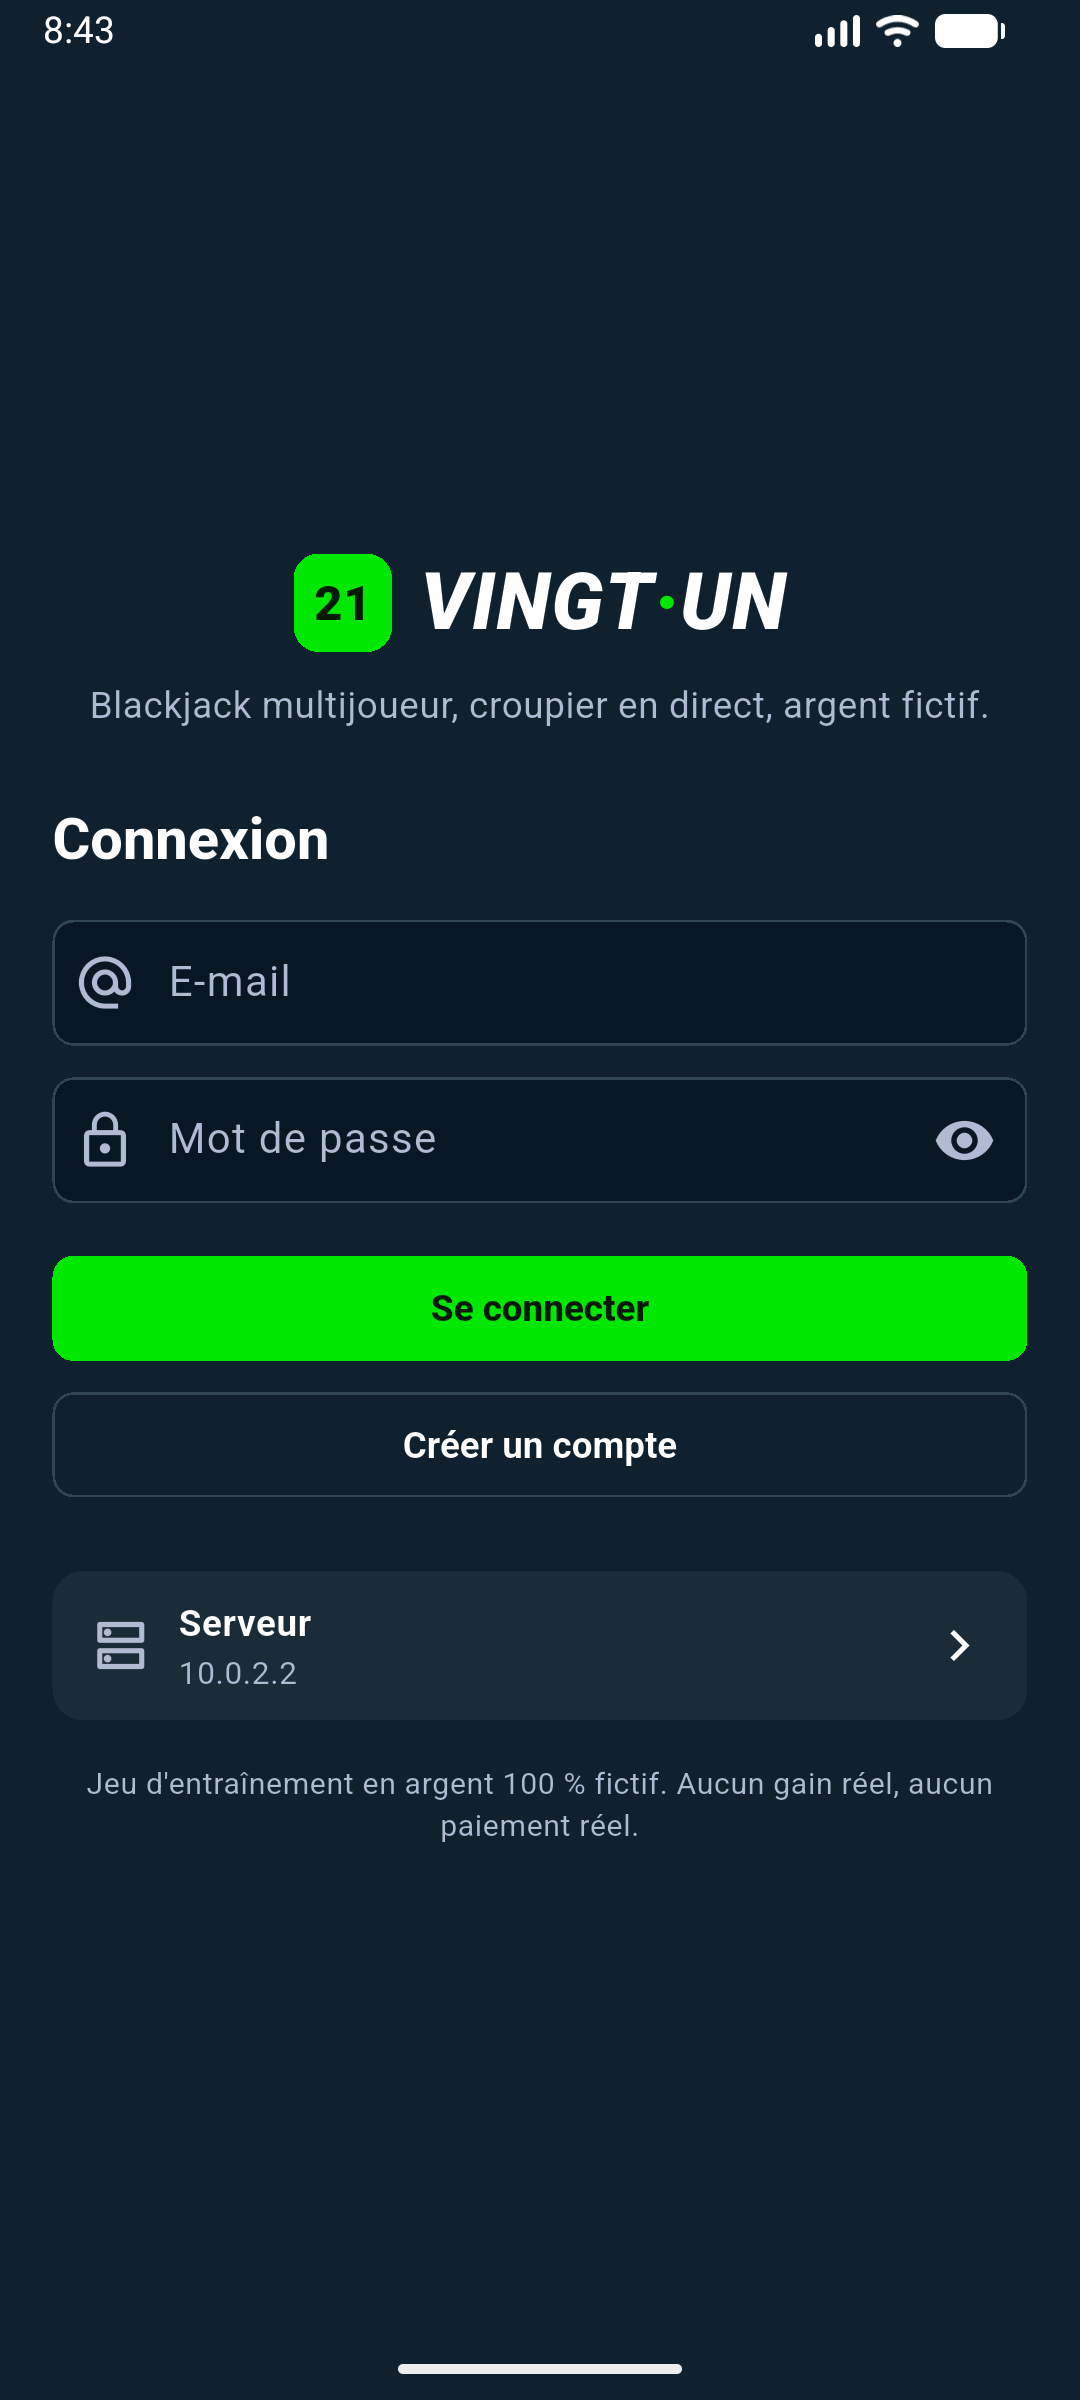 8:43
21 VINGT·UN
Blackjack multijoueur, croupier en direct, argent fictif.
Connexion
E-mail
Mot de passe
Se connecter
Créer un compte
Serveur
10.0.2.2
Jeu d'entraînement en argent 100 % fictif. Aucun gain réel, aucun
paiement réel.